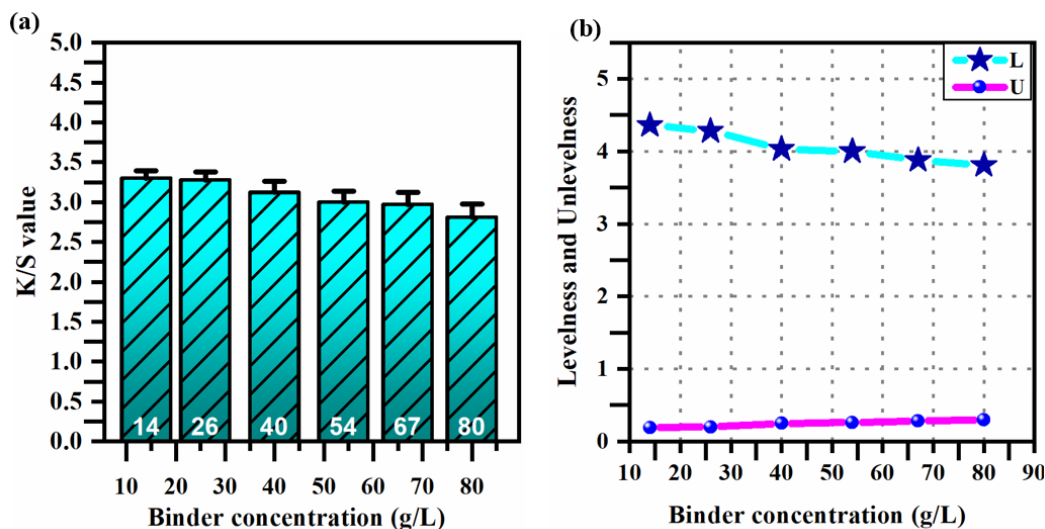 (a)
K/S value
5.0
4.5
4.0
3.5
3.0
2.5
2.0
1.5
1.0
0.5
0.0
14 26 40 54 67 80
10 20 30 40 50 60 70 80
Binder concentration (g/L)
(b)
Levelness and Unlevelness
L
U
5
4
3
2
1
0
10 20 30 40 50 60 70 80 90
Binder concentration (g/L)